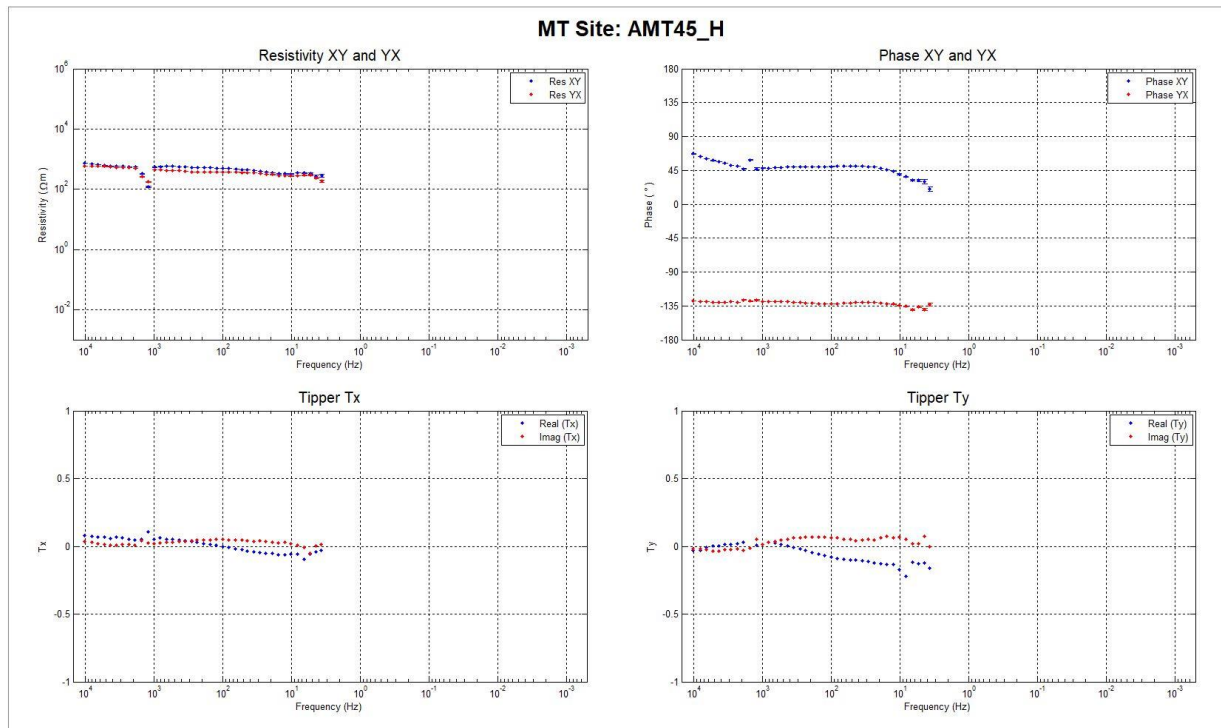 MT Site: AMT45_H
Resistivity XY and YX
10^6
10^4
10^2
10^0
10^-2
Resistivity (Ωm)
Res XY
Res YX
10^4 10^3 10^2 10^1 10^0 10^-1 10^-2 10^-3
Frequency (Hz)
Phase XY and YX
180
135
90
45
0
-45
-90
-135
-180
Phase (°)
Phase XY
Phase YX
10^4 10^3 10^2 10^1 10^0 10^-1 10^-2 10^-3
Frequency (Hz)
Tipper Tx
1
0.5
0
-0.5
-1
Tx
Real (Tx)
Imag (Tx)
10^4 10^3 10^2 10^1 10^0 10^-1 10^-2 10^-3
Frequency (Hz)
Tipper Ty
1
0.5
0
-0.5
-1
Ty
Real (Ty)
Imag (Ty)
10^4 10^3 10^2 10^1 10^0 10^-1 10^-2 10^-3
Frequency (Hz)